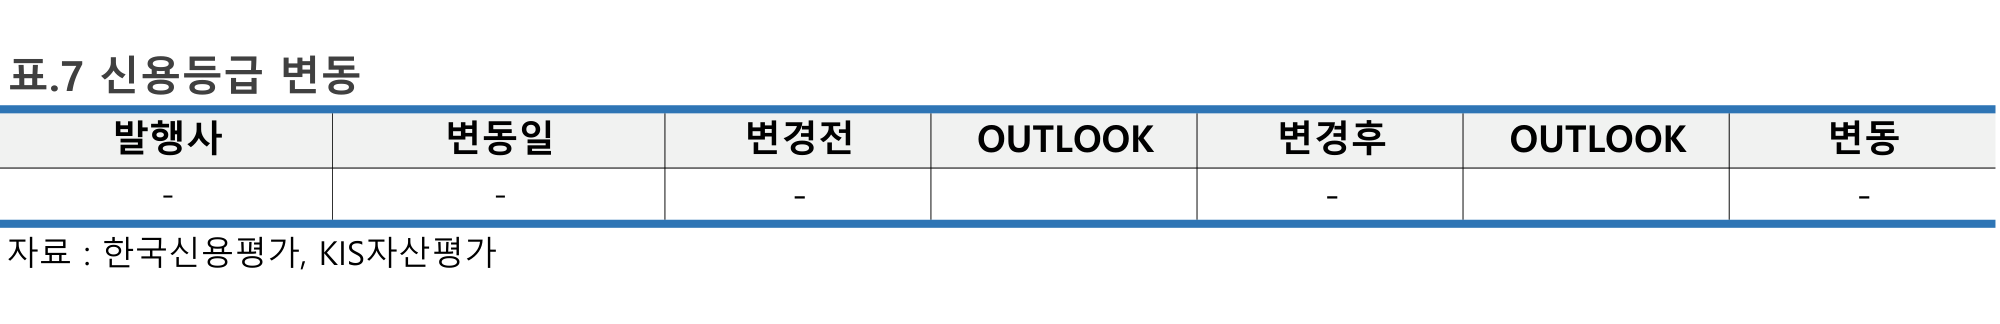 표.7 신용등급 변동
발행사 변동일 변경전 OUTLOOK 변경후 OUTLOOK 변동
- - - - -
자료 : 한국신용평가, KIS자산평가